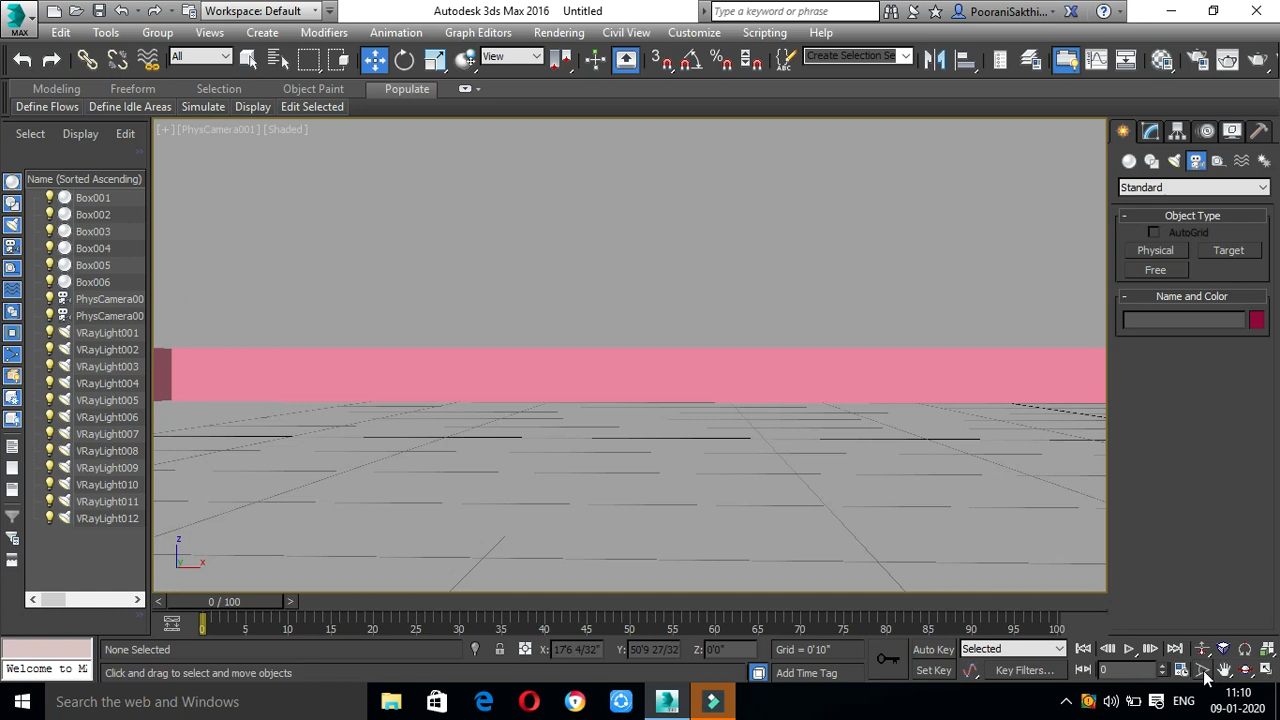 Workspace: Default
Autodesk 3ds Max 2016
Untitled
Type a keyword or phrase
PooraniSakthi...
MAX
Edit
Tools
Group
Views
Create
Modifiers
Animation
Graph Editors
Rendering
Civil View
Customize
Scripting
Help
All
View
Create Selection Se
Modeling
Freeform
Selection
Object Paint
Populate
Define Flows
Define Idle Areas
Simulate
Display
Edit Selected
Select
Display
Edit
Name (Sorted Ascending)
Box001
Box002
Box003
Box004
Box005
Box006
PhysCamera00
PhysCamera00
VRayLight001
VRayLight002
VRayLight003
VRayLight004
VRayLight005
VRayLight006
VRayLight007
VRayLight008
VRayLight009
VRayLight010
VRayLight011
VRayLight012
[+] [PhysCamera001] [Shaded]
z
y
x
Standard
Object Type
AutoGrid
Physical
Target
Free
Name and Color
0 / 100
0 5 10 15 20 25 30 35 40 45 50 55 60 65 70 75 80 85 90 95 100
None Selected
X: 17'6 4/32"
Y: 50'9 27/32
Z: 0'0"
Grid = 0'10"
Auto Key
Selected
Welcome to M
Click and drag to select and move objects
Add Time Tag
Set Key
Key Filters...
0
Search the web and Windows
ENG
11:10
09-01-2020